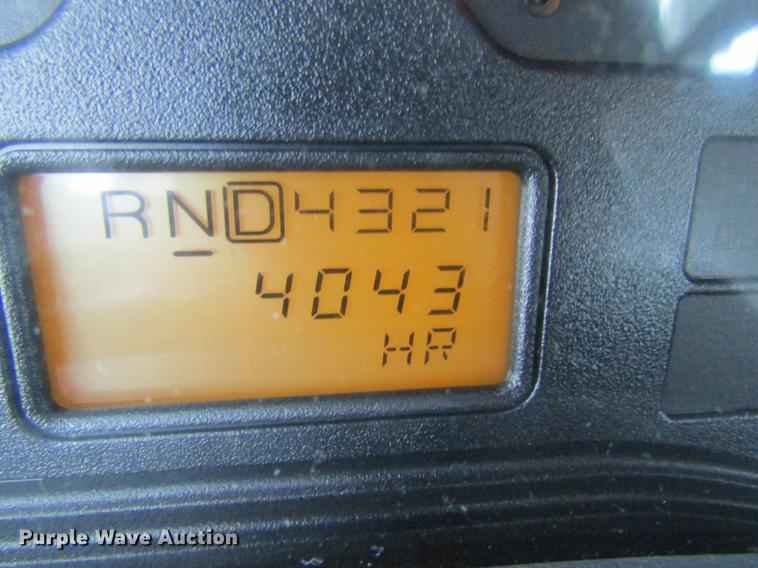 RND4321
4043
HR
Purple Wave Auction